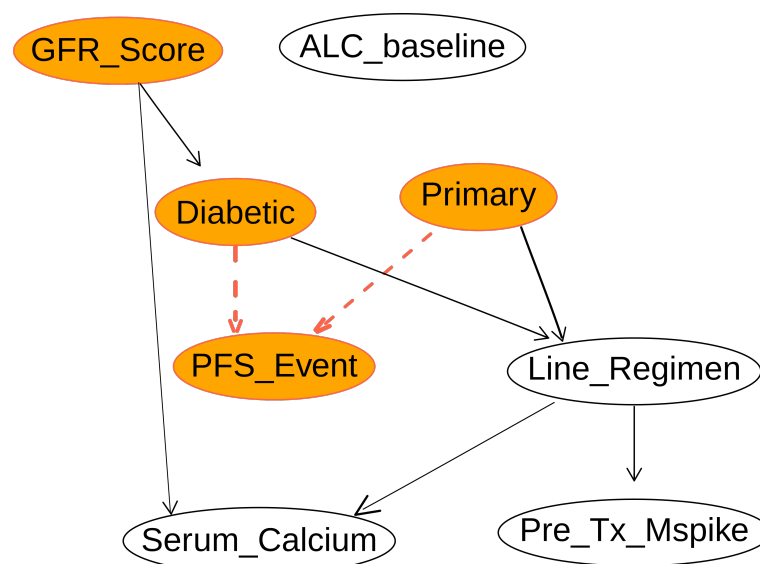 GFR_Score
ALC_baseline
Diabetic
Primary
PFS_Event
Line_Regimen
Serum_Calcium
Pre_Tx_Mspike